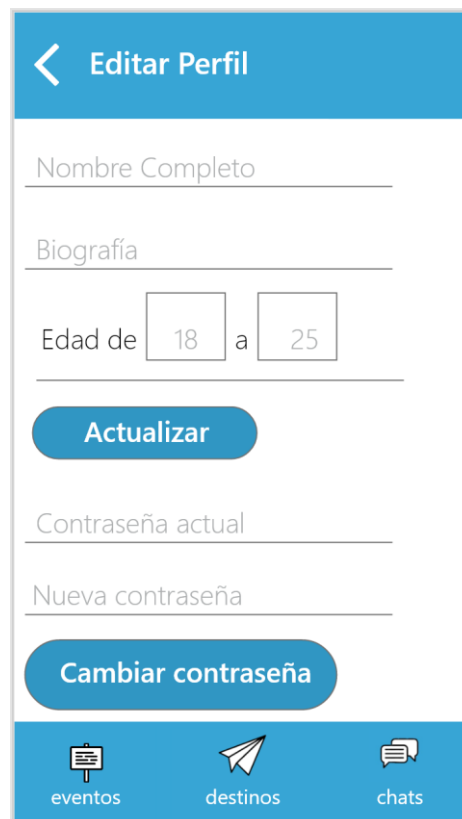 Editar Perfil
Nombre Completo
Biografía
Edad de 18 a 25
Actualizar
Contraseña actual
Nueva contraseña
Cambiar contraseña
eventos destinos chats